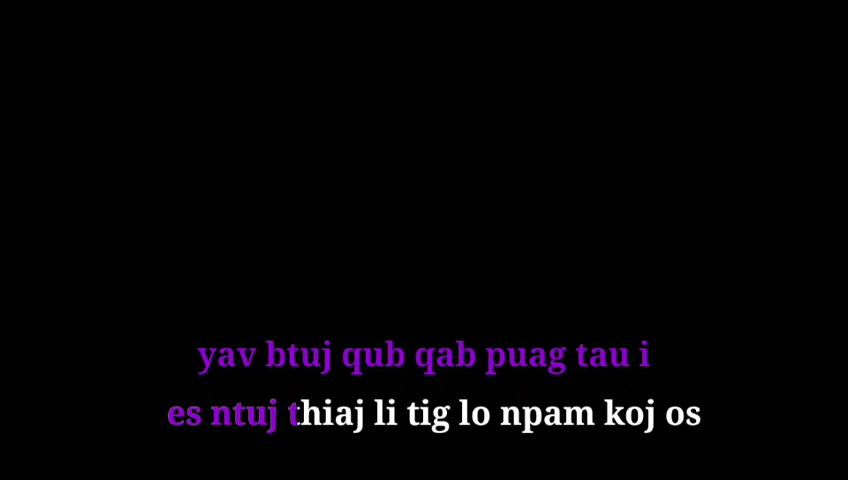 yav btuj qub qab puag tau i
es ntuj thiaj li tig lo npam koj os